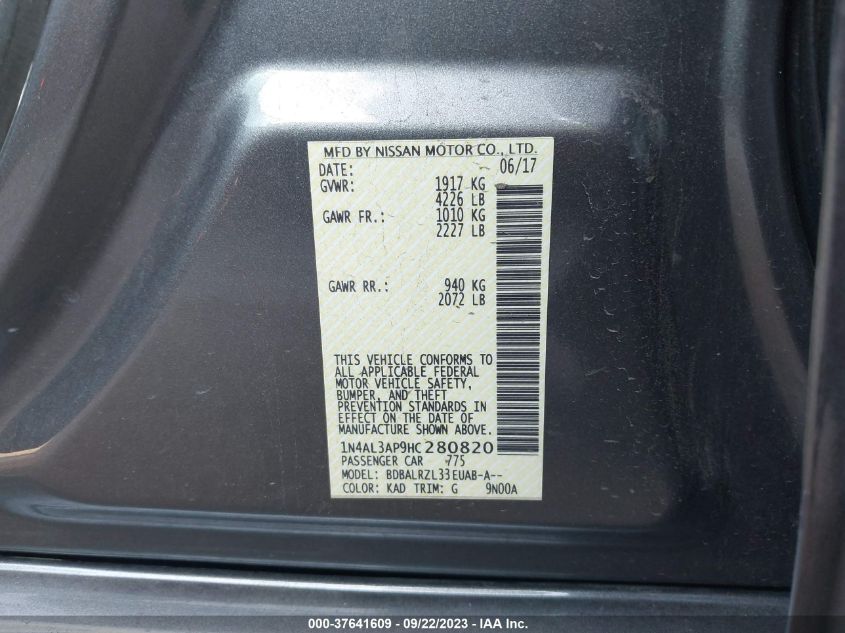 MFD BY NISSAN MOTOR CO., LTD.
DATE: 06/17
GVWR: 1917 KG
4226 LB
GAWR FR.: 1010 KG
2227 LB
GAWR RR.: 940 KG
2072 LB
THIS VEHICLE CONFORMS TO
ALL APPLICABLE FEDERAL
MOTOR VEHICLE SAFETY,
BUMPER, AND THEFT
PREVENTION STANDARDS IN
EFFECT ON THE DATE OF
MANUFACTURE SHOWN ABOVE.
1N4AL3AP9HC280820
PASSENGER CAR 775
MODEL: BDBALRZL33EUAB-A--
COLOR: KAD TRIM: G 9N00A
000-37641609 - 09/22/2023 - IAA Inc.